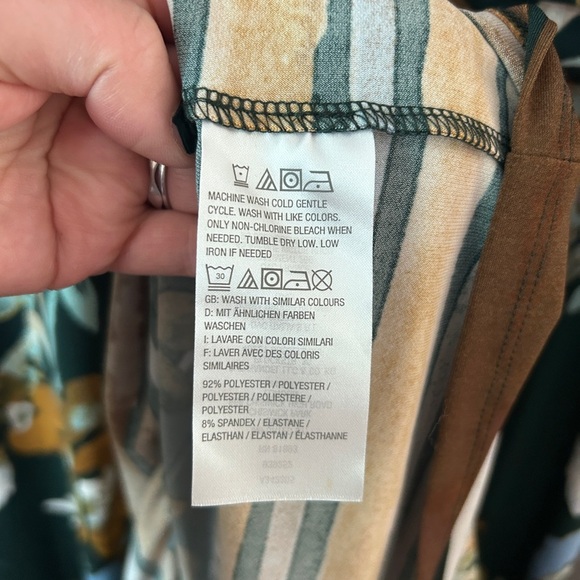 MACHINE WASH COLD GENTLE
CYCLE. WASH WITH LIKE COLORS.
ONLY NON-CHLORINE BLEACH WHEN
NEEDED. TUMBLE DRY LOW. LOW
IRON IF NEEDED
30
GB: WASH WITH SIMILAR COLOURS
D: MIT ÄHNLICHEN FARBEN
WASCHEN
I: LAVARE CON COLORI SIMILARI
F: LAVER AVEC DES COLORIS
SIMILAIRES
92% POLYESTER / POLYESTER /
POLYESTER / POLIESTERE /
POLYESTER
8% SPANDEX / ELASTANE /
ELASTHAN / ELASTAN / ÉLASTHANNE